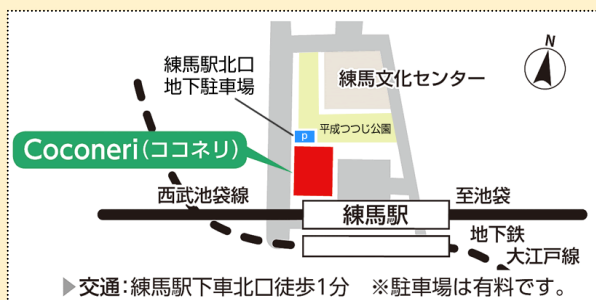 N
練馬駅北口
地下駐車場
練馬文化センター
P
平成つつじ公園
Coconeri(ココネリ)
西武池袋線
至池袋
練馬駅
地下鉄
大江戸線
▶交通:練馬駅下車北口徒歩1分 ※駐車場は有料です。